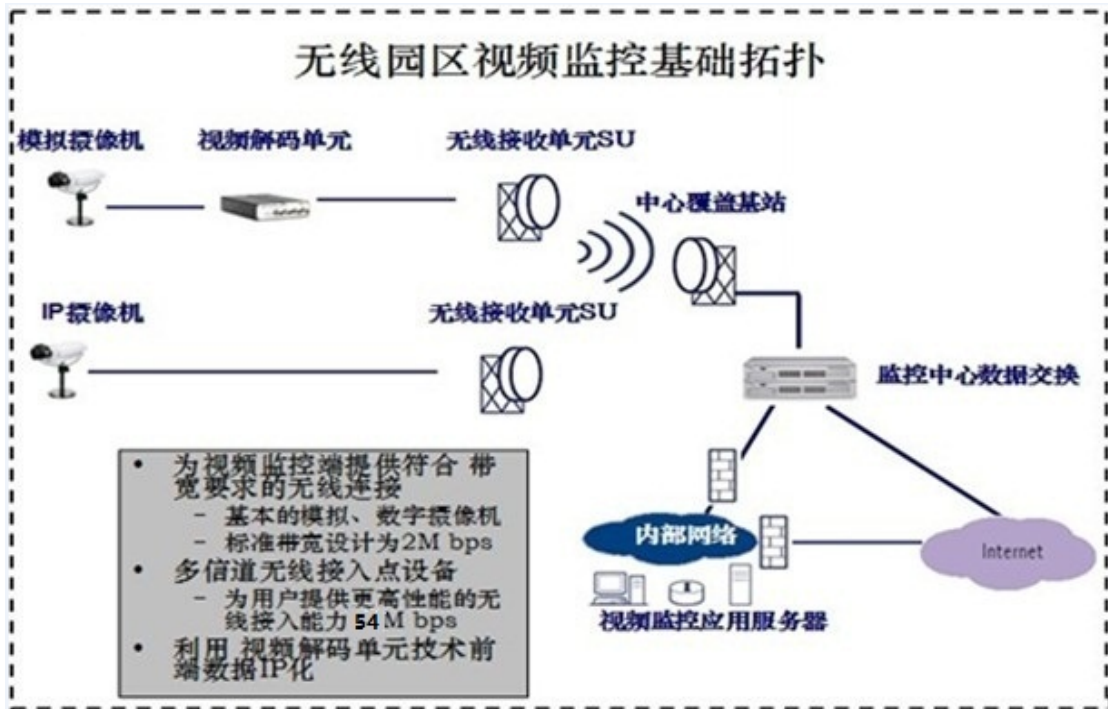 无线园区视频监控基础拓扑
模拟摄像机
视频解码单元
无线接收单元SU
中心覆盖基站
IP摄像机
无线接收单元SU
监控中心数据交换
• 为视频监控端提供符合 带
宽要求的无线连接
- 基本的模拟、数字摄像机
- 标准带宽设计为2M bps
• 多信道无线接入点设备
- 为用户提供更高性能的无
线接入能力 54 M bps
• 利用 视频解码单元技术前
端数据IP化
内部网络
Internet
视频监控应用服务器